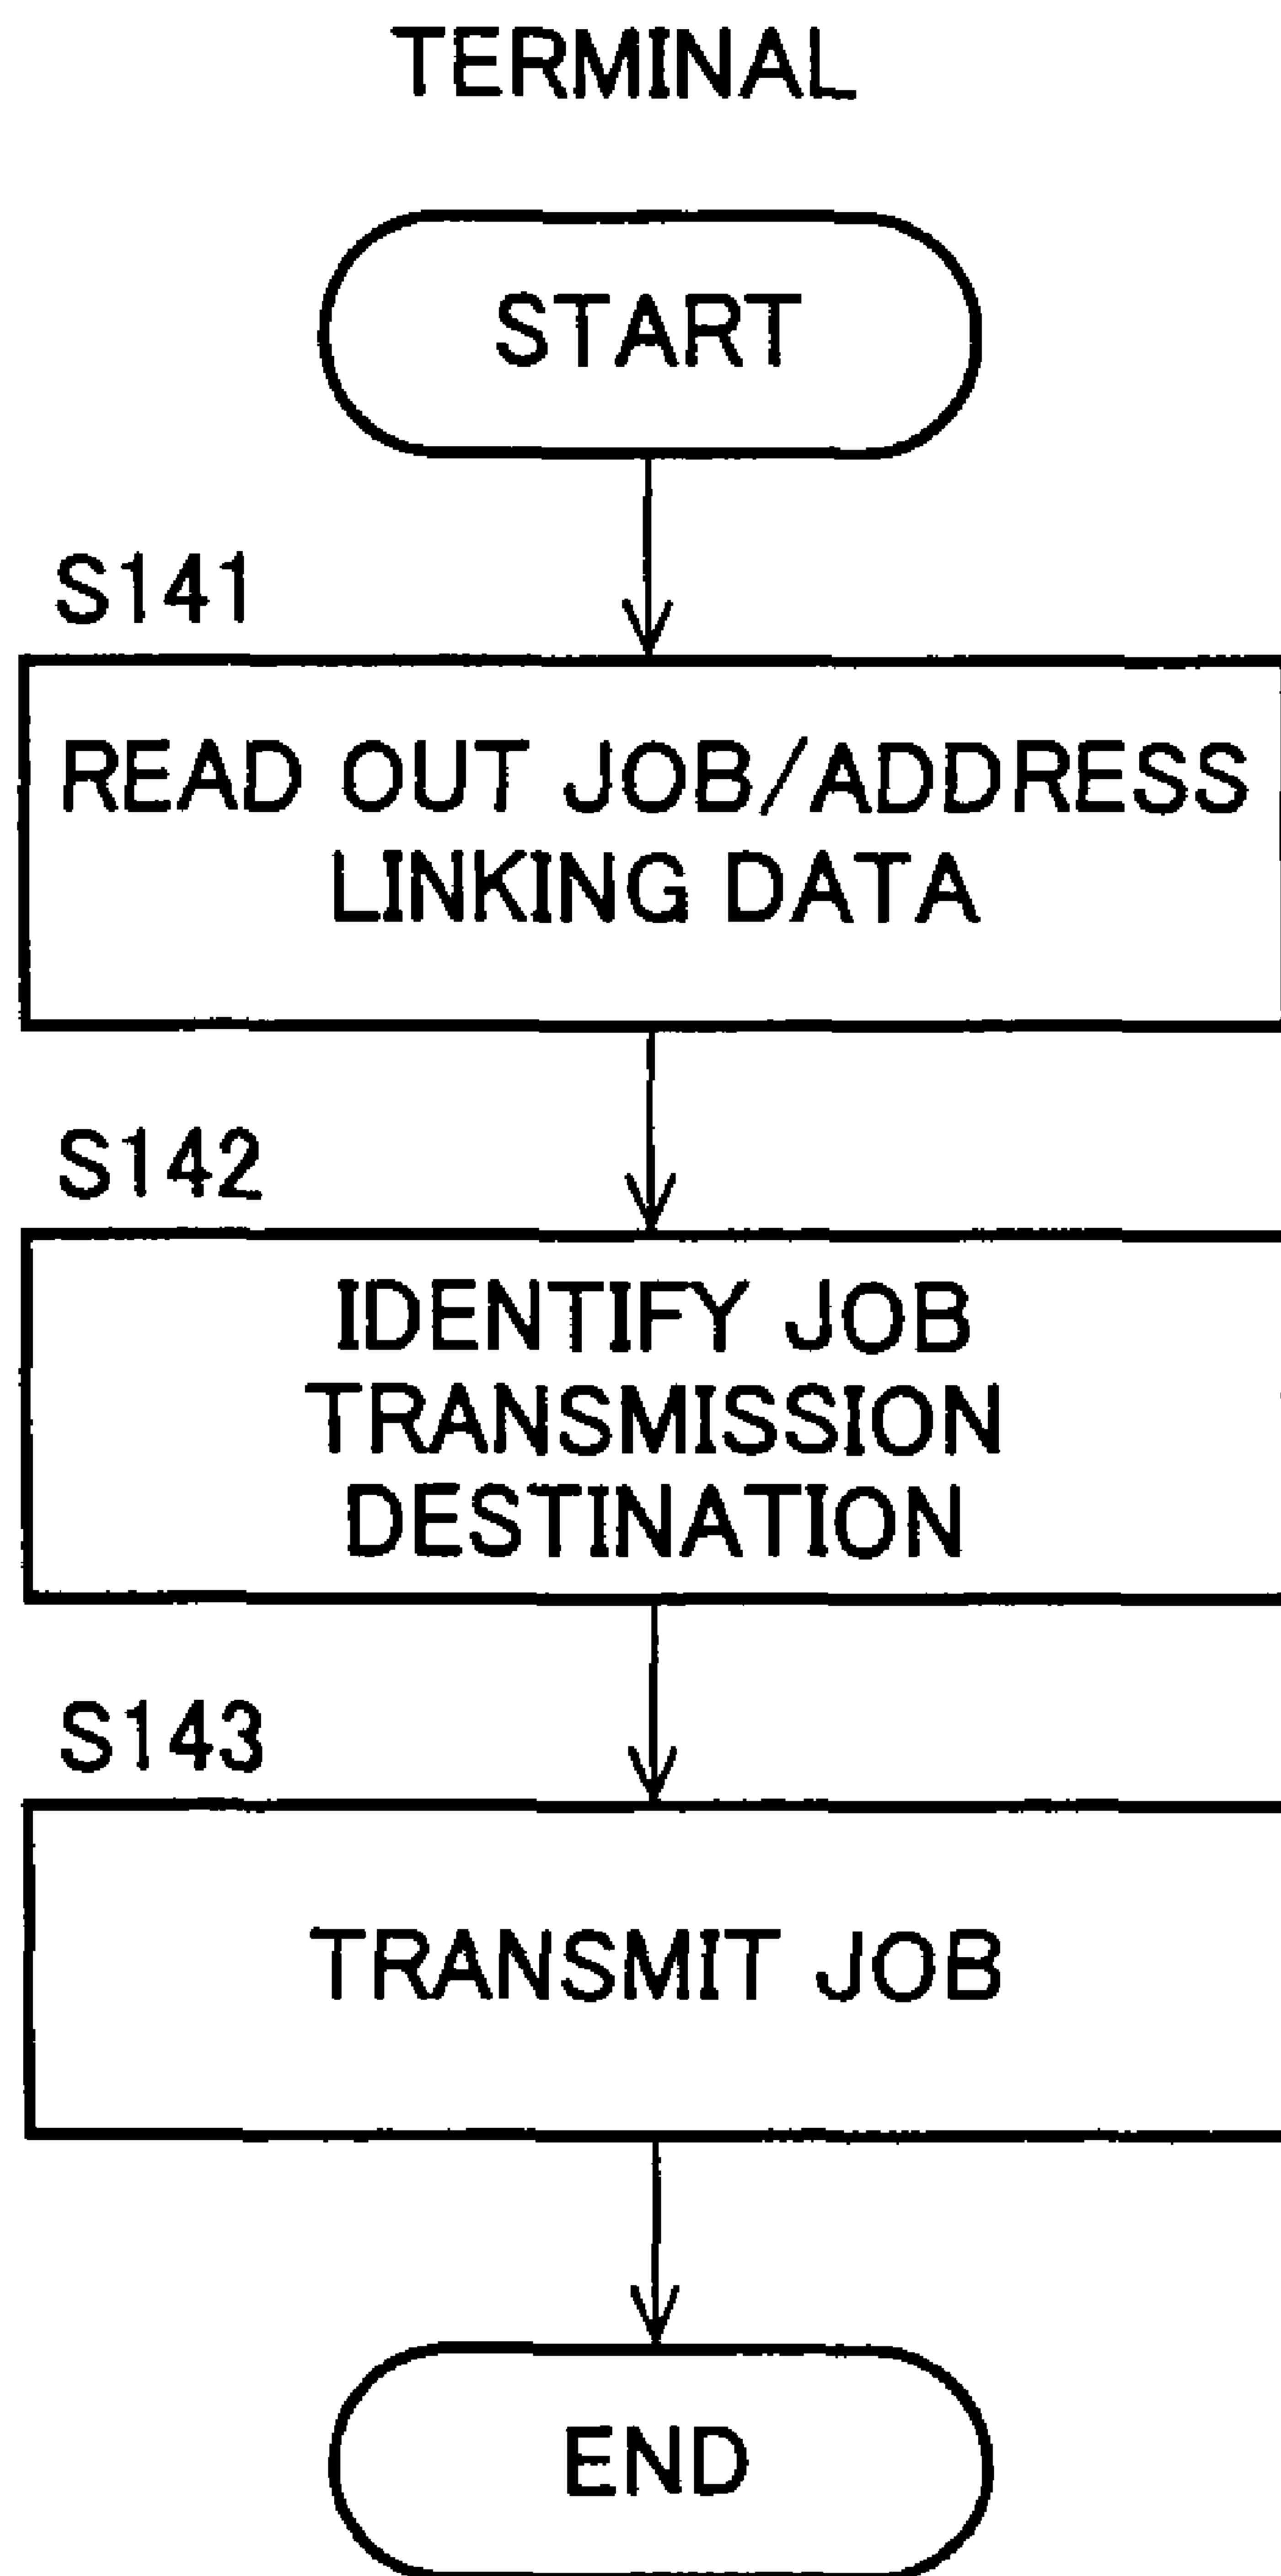 TERMINAL
START
S141
READ OUT JOB/ADDRESS
LINKING DATA
S142
IDENTIFY JOB
TRANSMISSION
DESTINATION
S143
TRANSMIT JOB
END